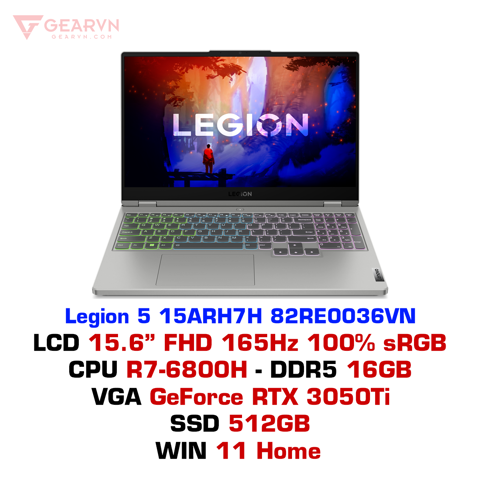 GEARVN
GEARVN.COM
LEGION
LEGION
Legion 5 15ARH7H 82RE0036VN
LCD 15.6” FHD 165Hz 100% sRGB
CPU R7-6800H - DDR5 16GB
VGA GeForce RTX 3050Ti
SSD 512GB
WIN 11 Home